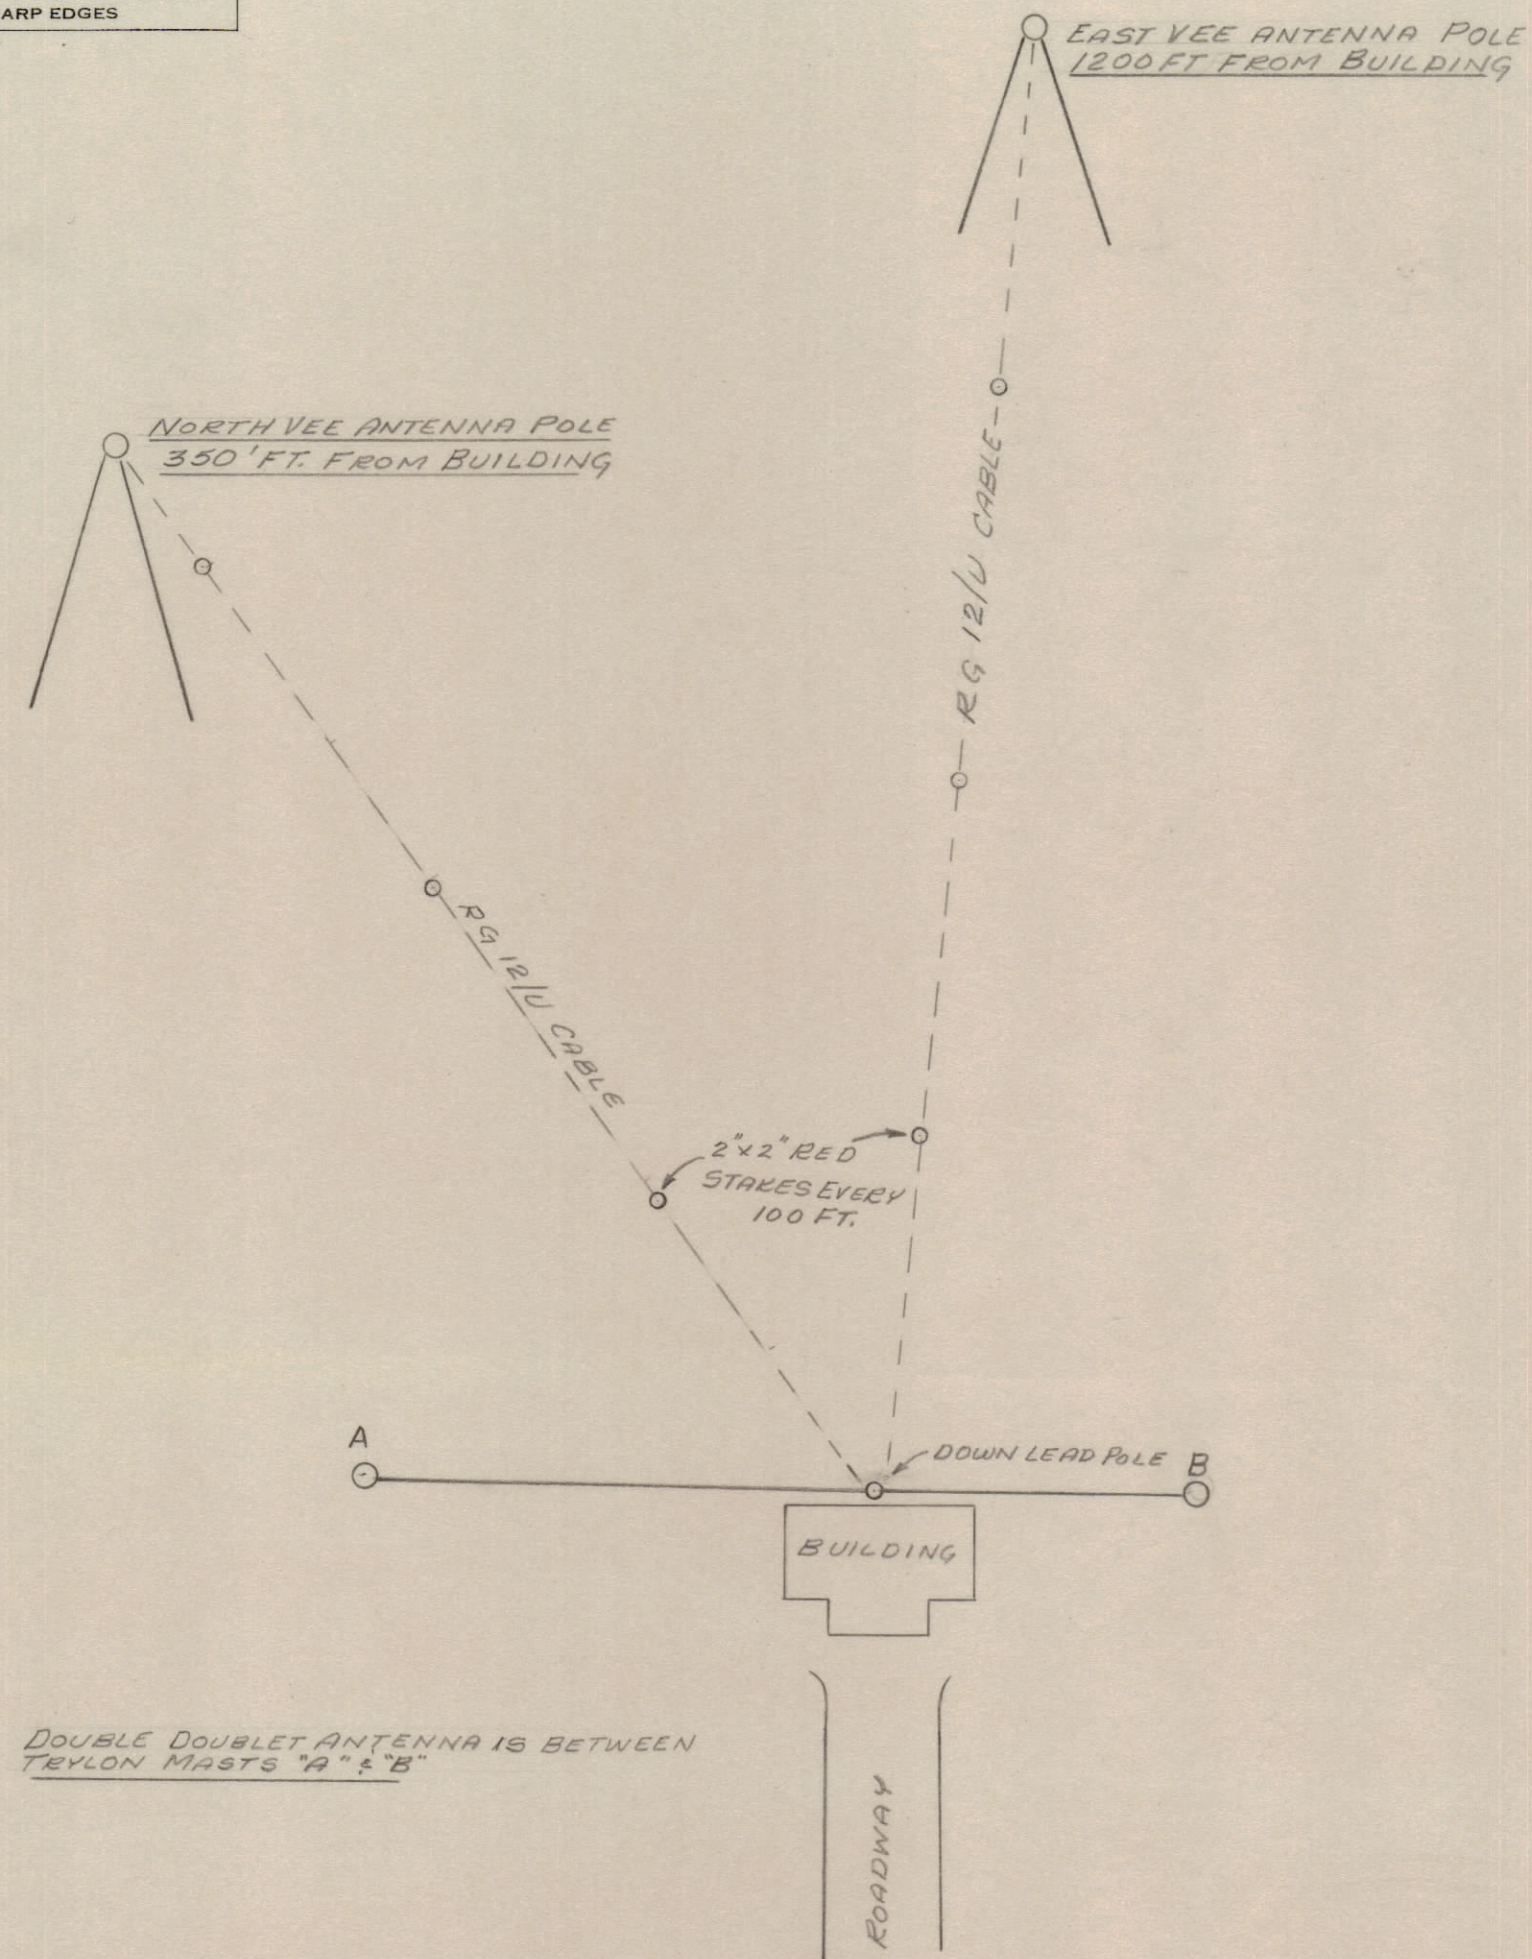 ARP EDGES
EAST VEE ANTENNA POLE
1200 FT FROM BUILDING
NORTH VEE ANTENNA POLE
350' FT. FROM BUILDING
RG 12/U CABLE
RG 12/U CABLE
2"x2" RED
STAKES EVERY
100 FT.
A
DOWN LEAD POLE
B
BUILDING
DOUBLE DOUBLET ANTENNA IS BETWEEN
TRYLON MASTS "A" & "B"
ROADWAY